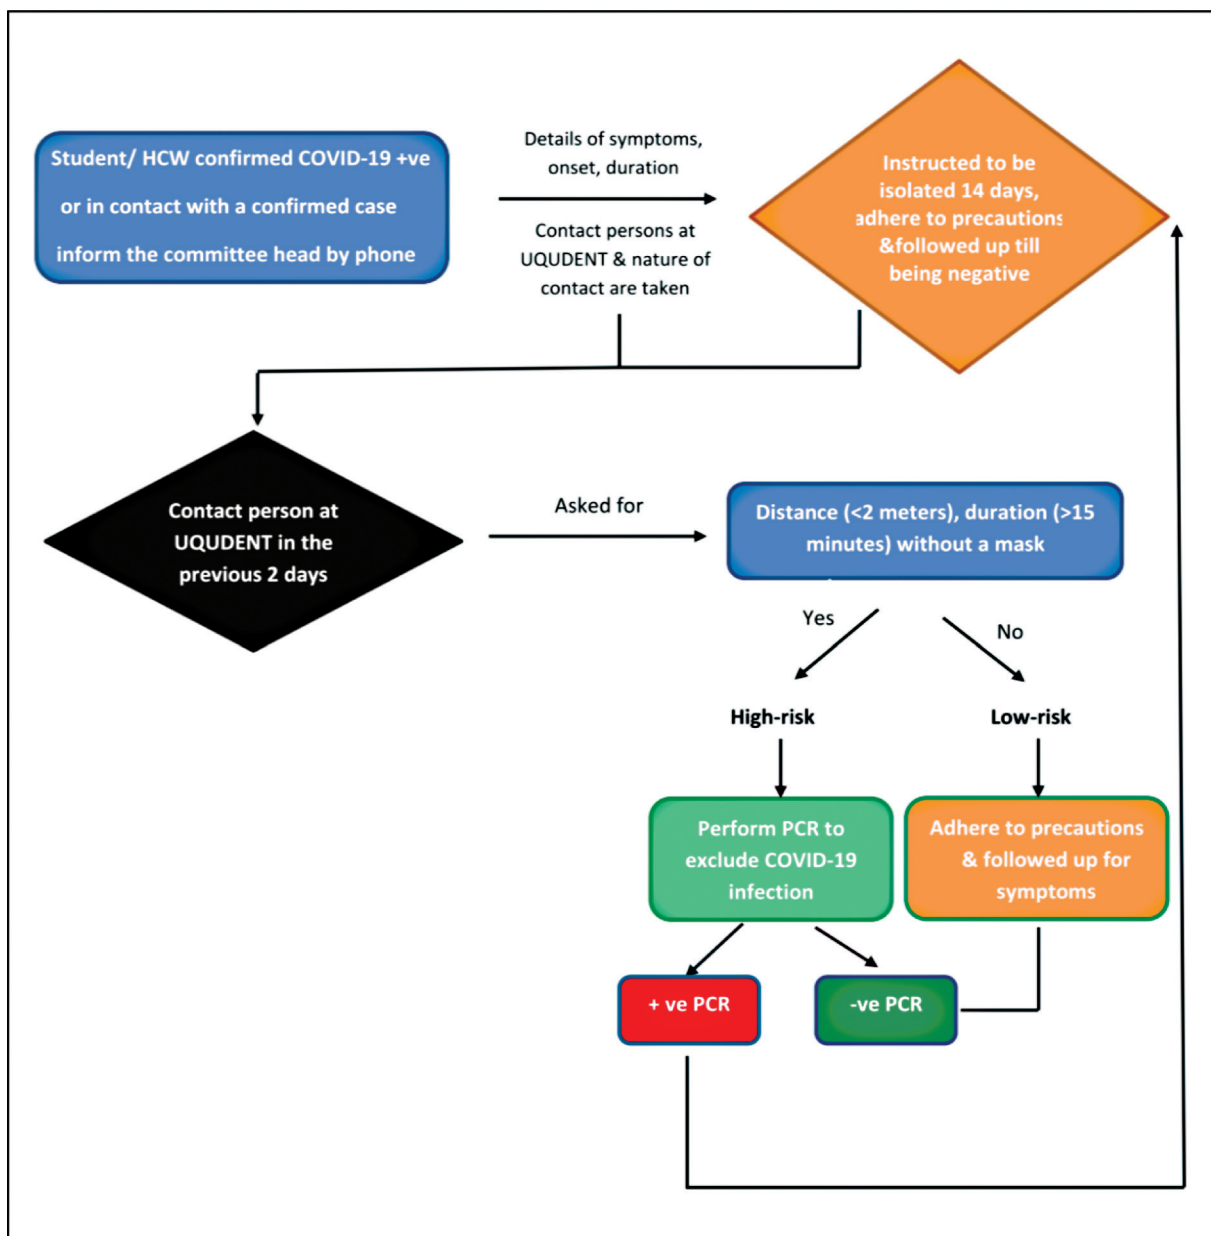 Student/ HCW confirmed COVID-19 +ve
or in contact with a confirmed case
inform the committee head by phone
Details of symptoms,
onset, duration
Contact persons at
UQUDENT & nature of
contact are taken
Instructed to be
isolated 14 days,
adhere to precautions
&followed up till
being negative
Contact person at
UQUDENT in the
previous 2 days
Asked for
Distance (<2 meters), duration (>15
minutes) without a mask
Yes
No
High-risk
Low-risk
Perform PCR to
exclude COVID-19
infection
Adhere to precautions
& followed up for
symptoms
+ ve PCR
-ve PCR